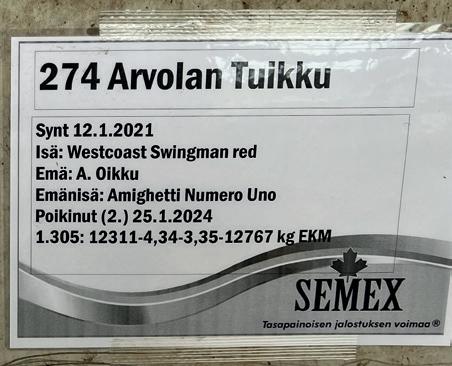 274 Arvolan Tuikku
Synt 12.1.2021
Isä: Westcoast Swingman red
Emä: A. Oikku
Emänisä: Amighetti Numero Uno
Poikinut (2.) 25.1.2024
1.305: 12311-4,34-3,35-12767 kg EKM
SEMEX
Tasapainoisen jalostuksen voimaa®